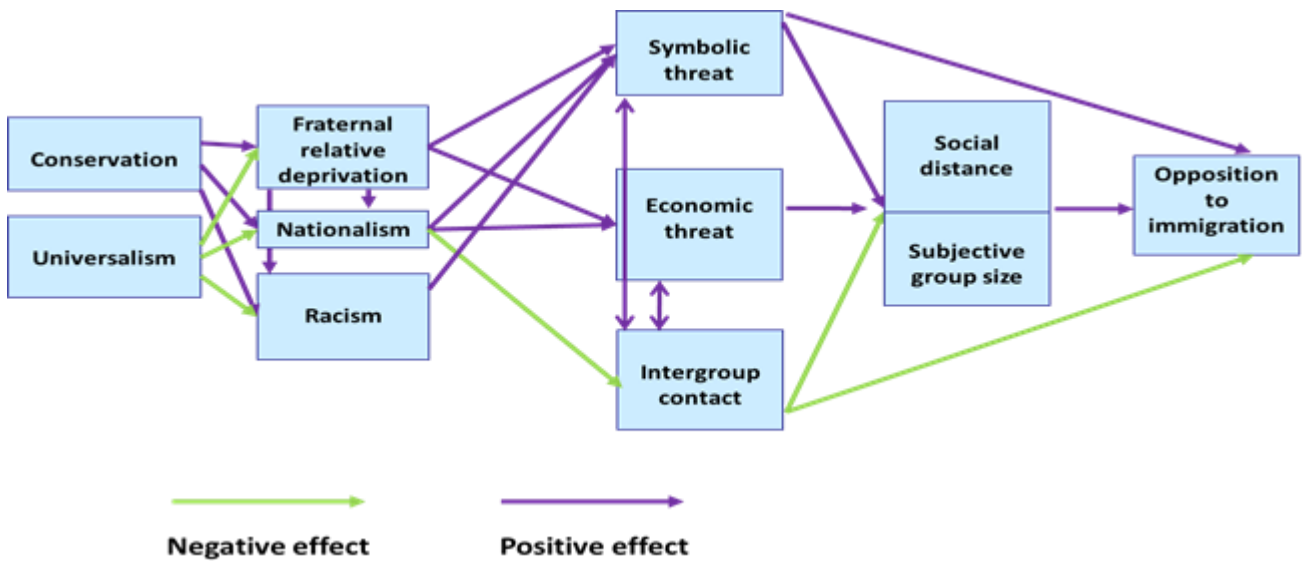 Conservation
Universalism
Fraternal
relative
deprivation
Nationalism
Racism
Symbolic
threat
Economic
threat
Intergroup
contact
Social
distance
Subjective
group size
Opposition
to
immigration
Negative effect
Positive effect